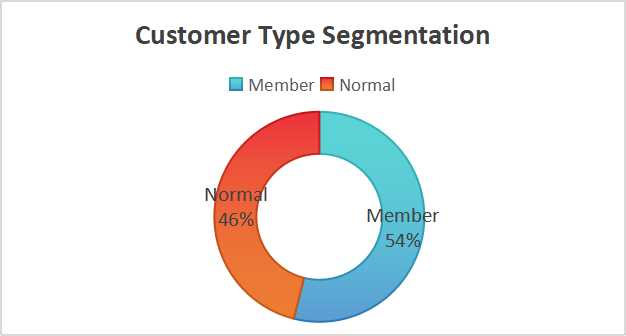 Customer Type Segmentation
Member Normal
Normal
46%
Member
54%